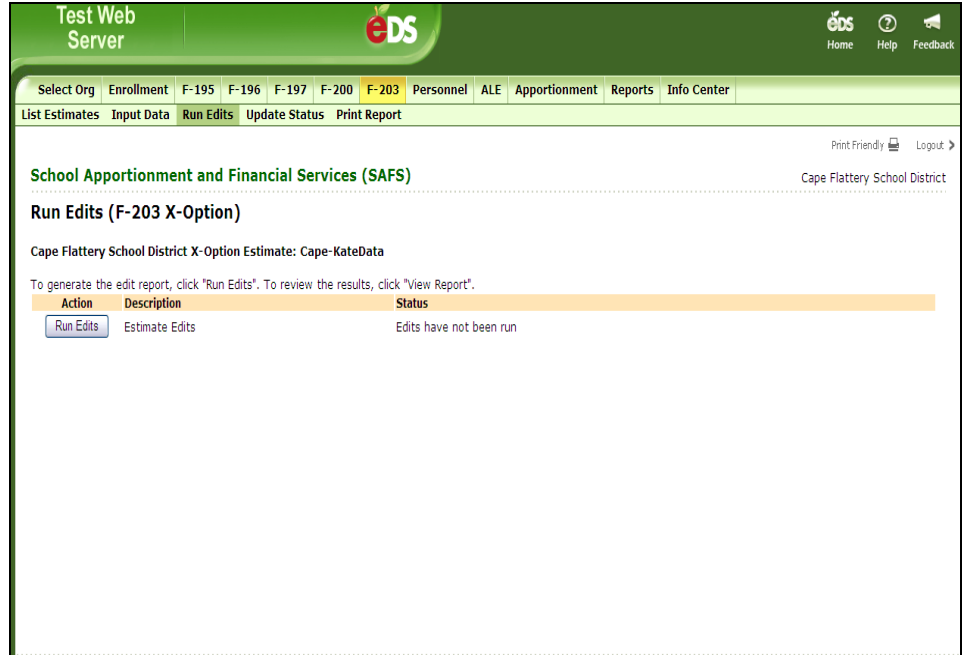 Test Web
Server
eDS
eDS
Home Help Feedback
Select Org Enrollment F-195 F-196 F-197 F-200 F-203 Personnel ALE Apportionment Reports Info Center
List Estimates Input Data Run Edits Update Status Print Report
Print Friendly Logout
School Apportionment and Financial Services (SAFS)
Cape Flattery School District
Run Edits (F-203 X-Option)
Cape Flattery School District X-Option Estimate: Cape-KateData
To generate the edit report, click "Run Edits". To review the results, click "View Report".
Action Description Status
Run Edits Estimate Edits Edits have not been run